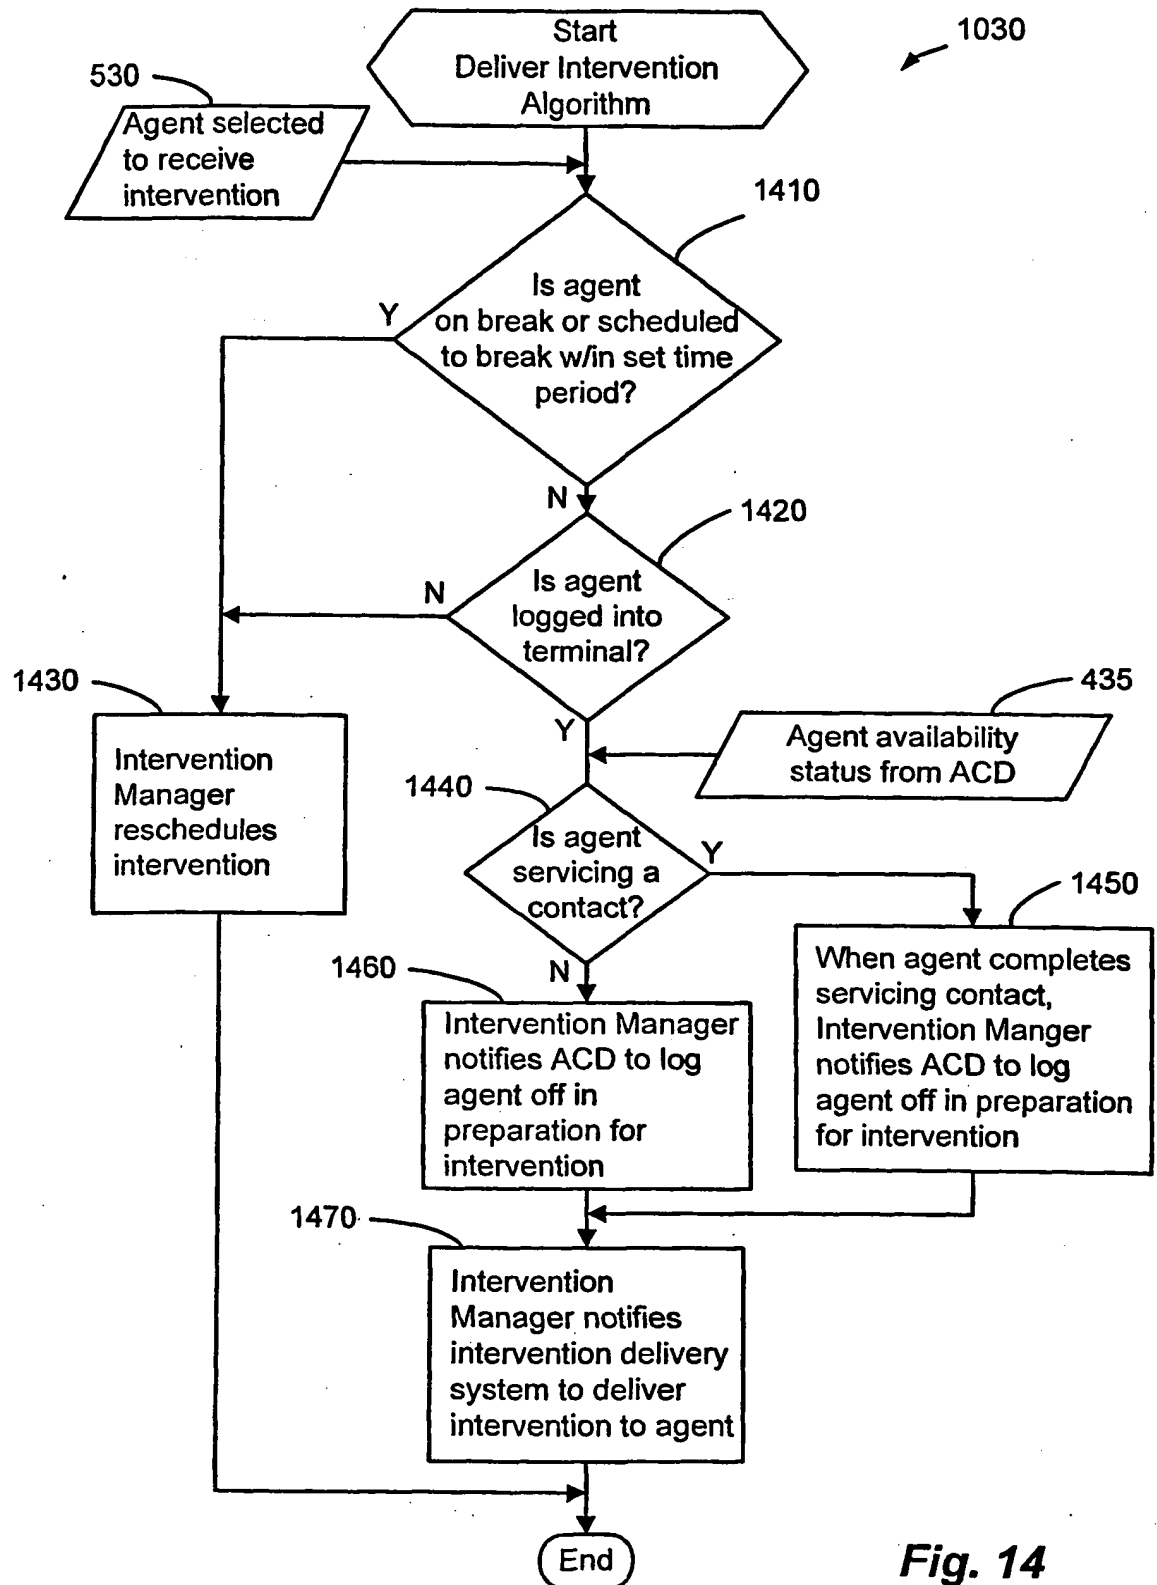 Start
Deliver Intervention
Algorithm
1030
530
Agent selected
to receive
intervention
1410
Is agent
on break or scheduled
to break w/in set time
period?
Y
N
1420
Is agent
logged into
terminal?
N
Y
1430
Intervention
Manager
reschedules
intervention
435
Agent availability
status from ACD
1440
Is agent
servicing a
contact?
Y
N
1450
When agent completes
servicing contact,
Intervention Manger
notifies ACD to log
agent off in preparation
for intervention
1460
Intervention Manager
notifies ACD to log
agent off in
preparation for
intervention
1470
Intervention
Manager notifies
intervention delivery
system to deliver
intervention to agent
End
Fig. 14